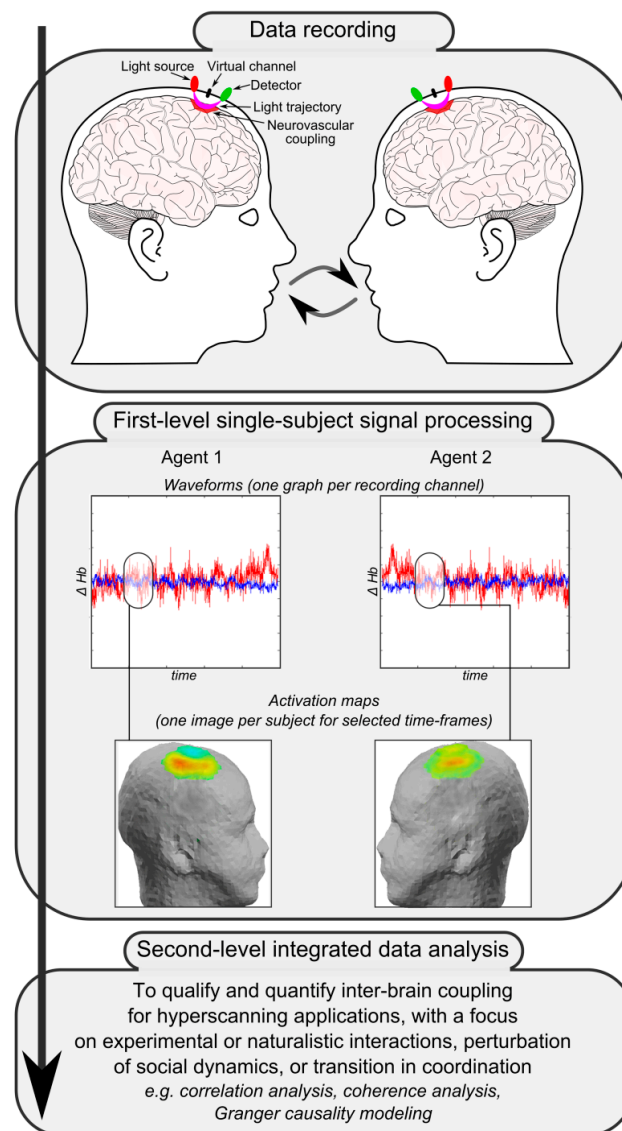 Data recording
Light source
Virtual channel
Detector
Light trajectory
Neurovascular
coupling
First-level single-subject signal processing
Agent 1
Agent 2
Waveforms (one graph per recording channel)
Δ Hb
Δ Hb
time
time
Activation maps
(one image per subject for selected time-frames)
Second-level integrated data analysis
To qualify and quantify inter-brain coupling
for hyperscanning applications, with a focus
on experimental or naturalistic interactions, perturbation
of social dynamics, or transition in coordination
e.g. correlation analysis, coherence analysis,
Granger causality modeling